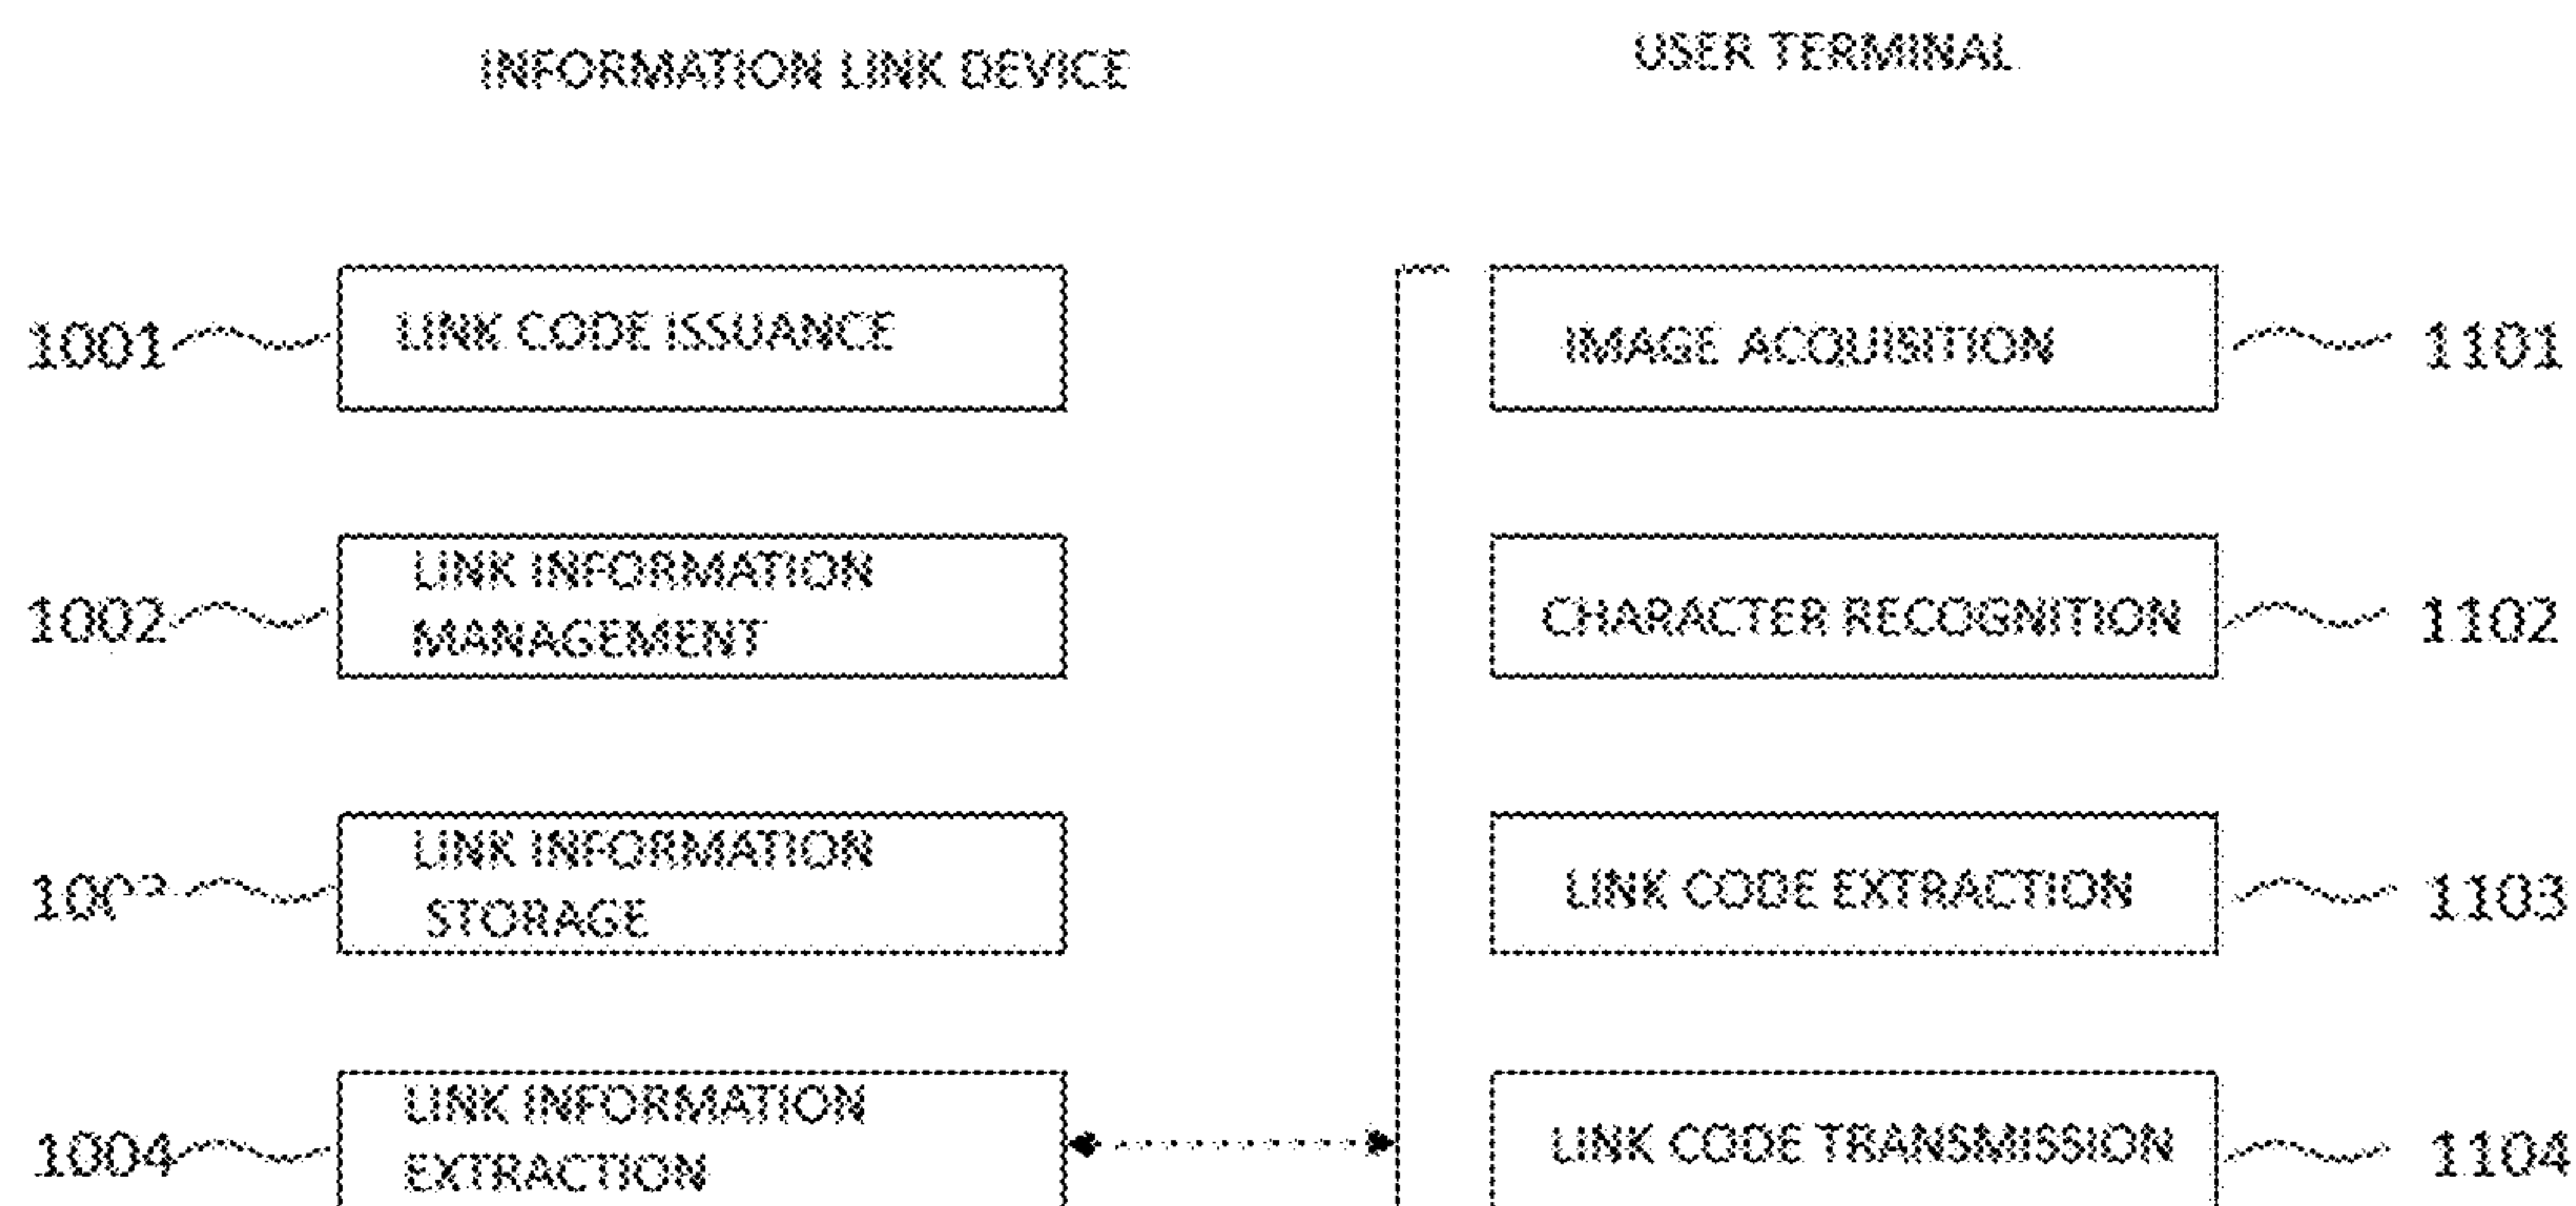 INFORMATION LINK DEVICE
USER TERMINAL
1001
LINK CODE ISSUANCE
IMAGE ACQUISITION
1101
1002
LINK INFORMATION
MANAGEMENT
CHARACTER RECOGNITION
1102
LINK INFORMATION
STORAGE
LINK CODE EXTRACTION
1103
1004
LINK INFORMATION
EXTRACTION
LINK CODE TRANSMISSION
1104